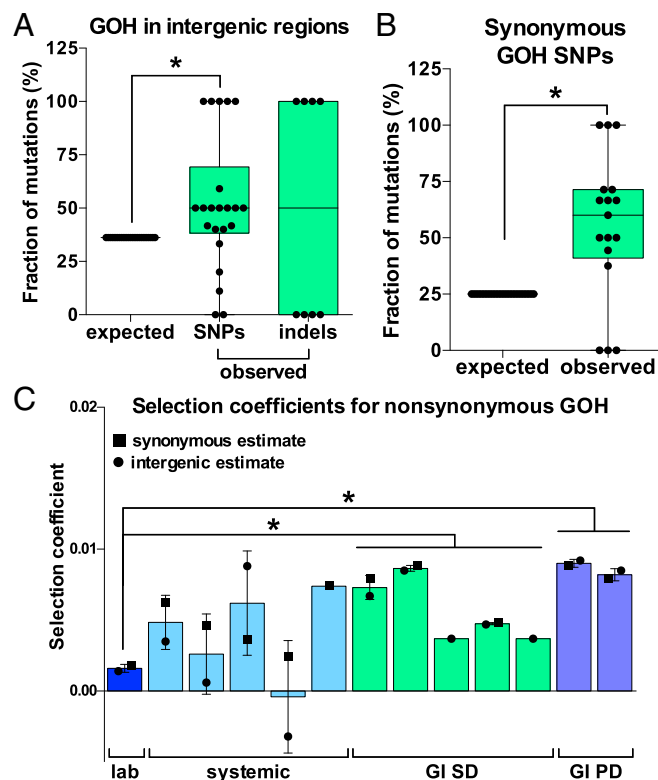 A
GOH in intergenic regions
Fraction of mutations (%)
125
100
75
50
25
0
*
expected
SNPs
indels
observed
B
Synonymous
GOH SNPs
Fraction of mutations (%)
125
100
75
50
25
0
*
expected
observed
C
Selection coefficients for nonsynonymous GOH
synonymous estimate
intergenic estimate
Selection coefficient
0.02
0.01
0.00
*
*
lab
systemic
GI SD
GI PD